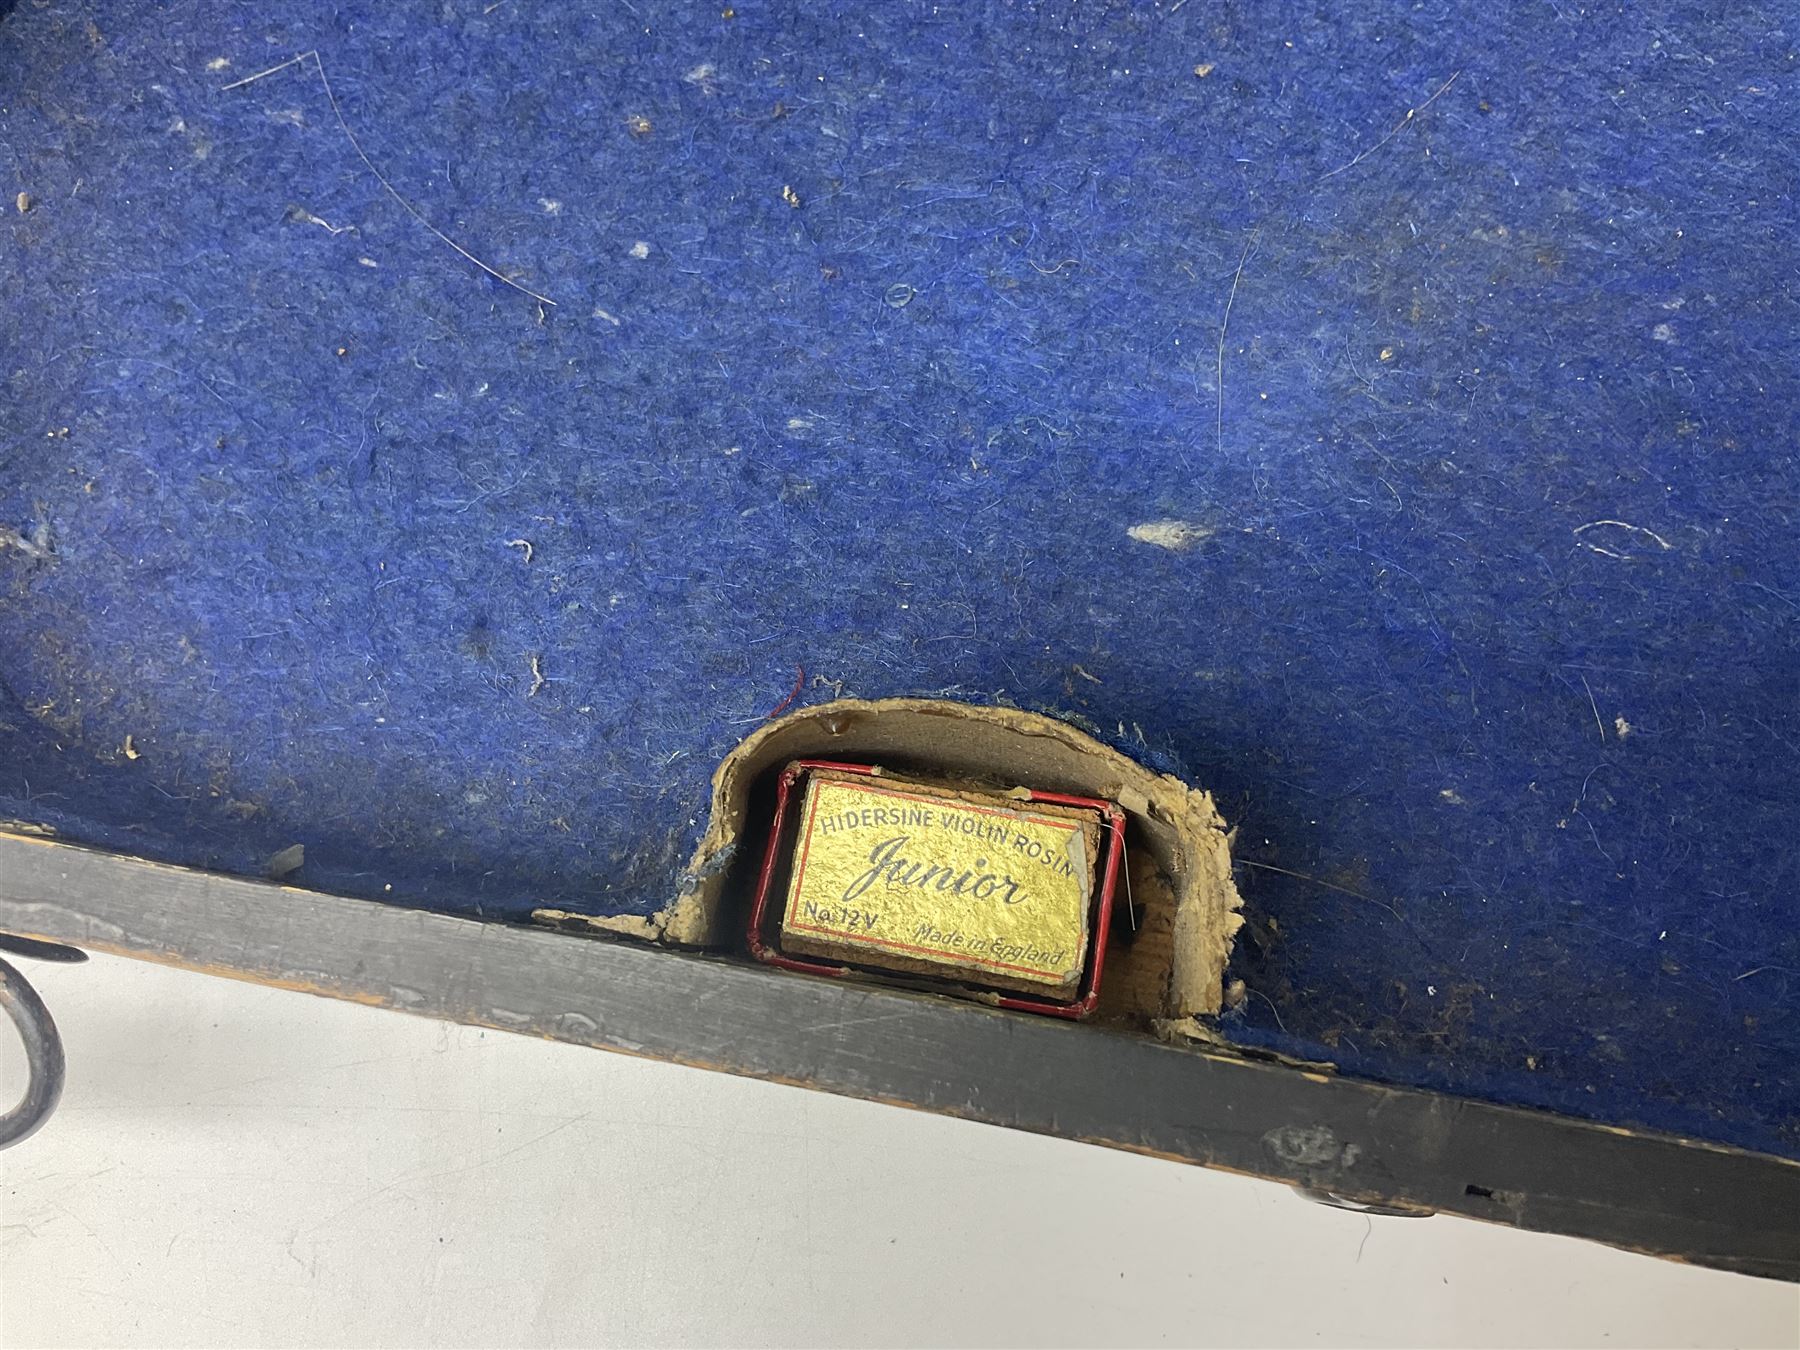 HIDERSINE VIOLIN ROSIN
Junior
No. 12V Made in England